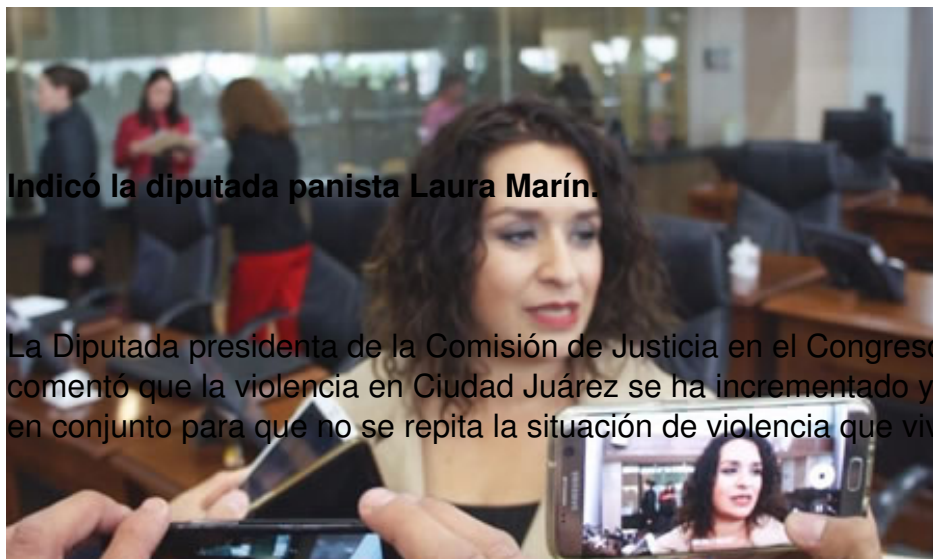 Indicó la diputada panista Laura Marín.
La Diputada presidenta de la Comisión de Justicia en el Congreso
comentó que la violencia en Ciudad Juárez se ha incrementado y
en conjunto para que no se repita la situación de violencia que viv